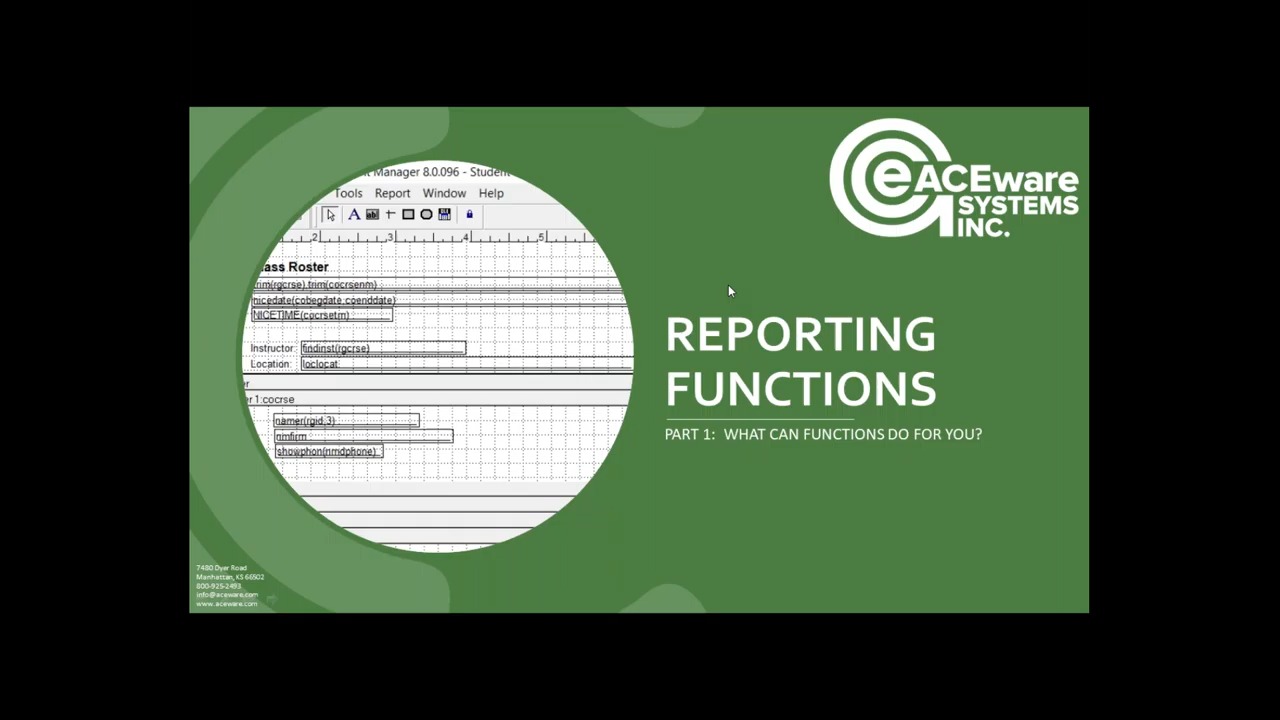 t Manager 8.0.096 - Student
Tools Report Window Help
2 3 4 5
ass Roster
trim(rgcrse).trim(cocrsenm)
nicedate(cobegdate,coenddate)
NICETIME(cocrsetm)
Instructor: findinst(rgcrse)
Location: loclocat
er
er 1:cocrse
namer(rgid,3)
nmfirm
showphon(nmdphone)
eACEware
SYSTEMS
INC.
REPORTING
FUNCTIONS
PART 1: WHAT CAN FUNCTIONS DO FOR YOU?
7480 Dyer Road
Manhattan, KS 66502
800-925-2493
info@aceware.com
www.aceware.com